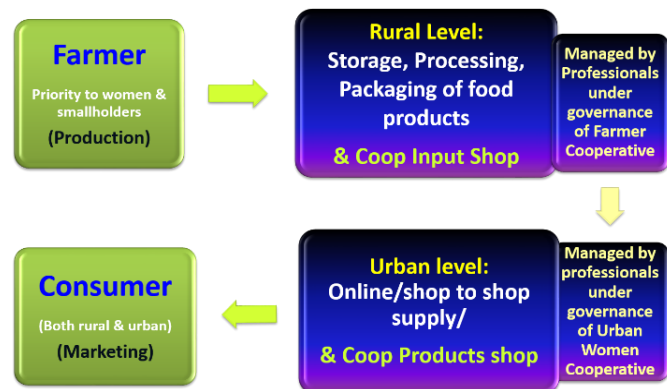 Farmer
Priority to women &
smallholders
(Production)
Rural Level:
Storage, Processing,
Packaging of food
products
& Coop Input Shop
Managed by
Professionals
under
governance
of Farmer
Cooperative
Urban level:
Online/shop to shop
supply/
& Coop Products shop
Managed by
professionals
under
governance
of Urban
Women
Cooperative
Consumer
(Both rural & urban)
(Marketing)